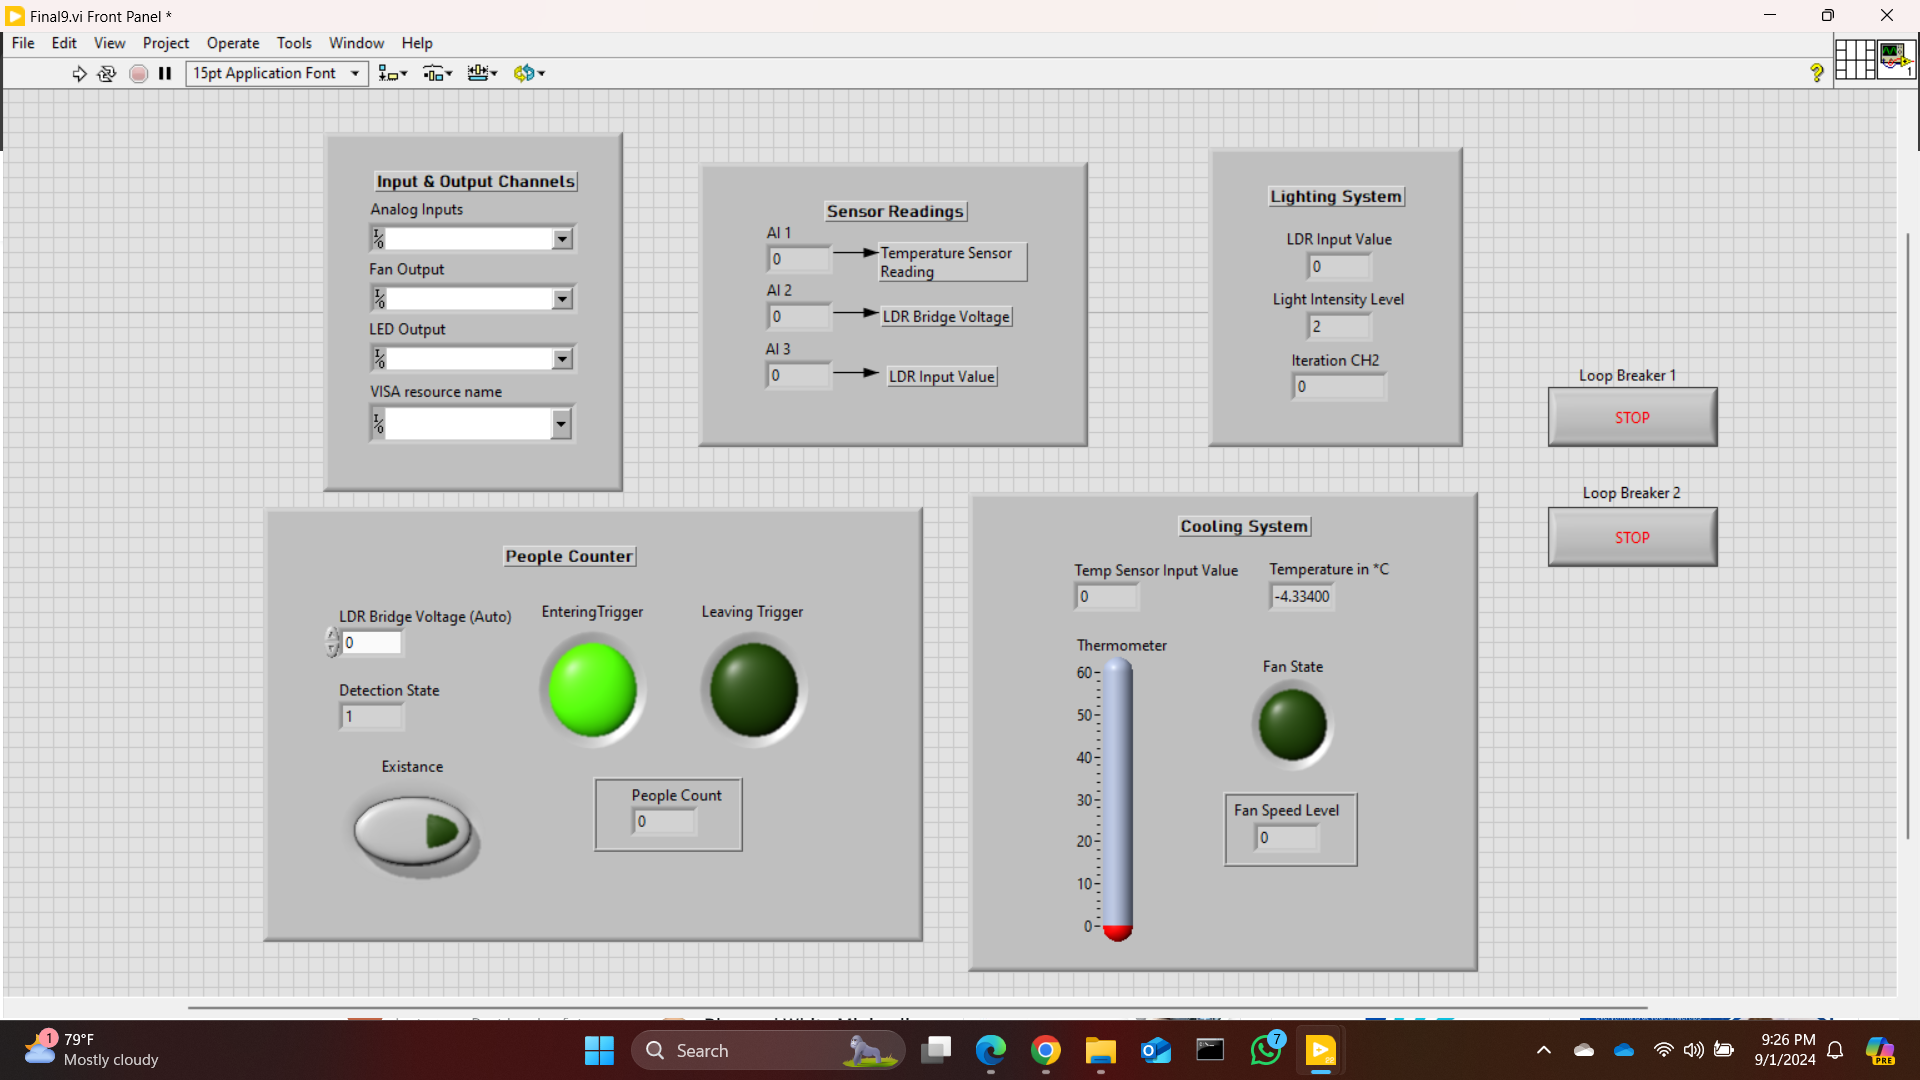 Final9.vi Front Panel *
File Edit View Project Operate Tools Window Help
15pt Application Font
?
1
Input & Output Channels
Analog Inputs
Fan Output
LED Output
VISA resource name
Sensor Readings
AI 1
0
Temperature Sensor
Reading
AI 2
0
LDR Bridge Voltage
AI 3
0
LDR Input Value
Lighting System
LDR Input Value
0
Light Intensity Level
2
Iteration CH2
0
Loop Breaker 1
STOP
Loop Breaker 2
STOP
People Counter
LDR Bridge Voltage (Auto)
0
EnteringTrigger
Leaving Trigger
Detection State
1
Existance
People Count
0
Cooling System
Temp Sensor Input Value
0
Temperature in *C
-4.33400
Thermometer
60
50
40
30
20
10
0
Fan State
Fan Speed Level
0
1
79°F
Mostly cloudy
Search
7
9:26 PM
9/1/2024
PRE